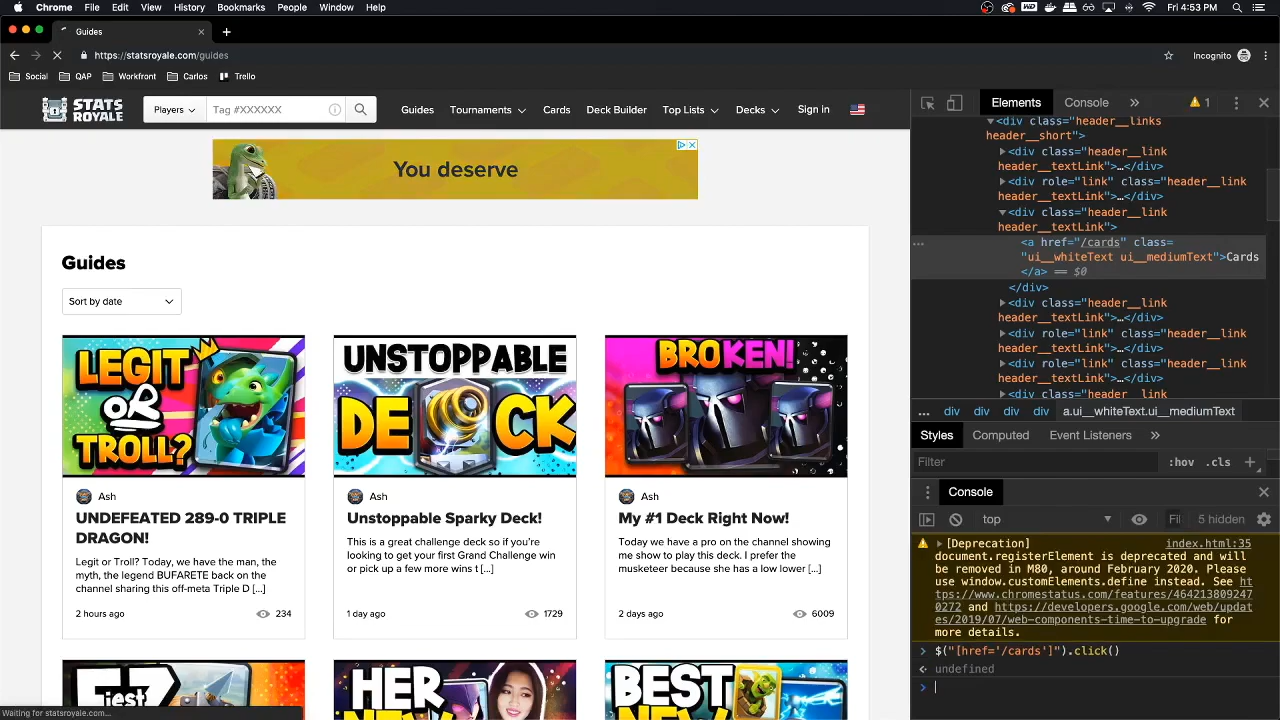 Chrome File Edit View History Bookmarks People Window Help
Fri 4:53 PM
Guides
https://statsroyale.com/guides
Incognito
Social QAP Workfront Carlos Trello
STATS ROYALE
Players Tag #XXXXXX
Guides Tournaments Cards Deck Builder Top Lists Decks Sign in
You deserve
Guides
Sort by date
LEGIT
or
TROLL?
Ash
UNDEFEATED 289-0 TRIPLE
DRAGON!
Legit or Troll? Today, we have the man, the
myth, the legend BUFARETE back on the
channel sharing this off-meta Triple D [...]
2 hours ago 234
UNSTOPPABLE
DECK
Ash
Unstoppable Sparky Deck!
This is a great challenge deck so if you're
looking to get your first Grand Challenge win
or pick up a few more wins t [...]
1 day ago 1729
BROKEN!
Ash
My #1 Deck Right Now!
Today we have a pro on the channel showing
me show to play this deck. I prefer the
musketeer because she has a low lower [...]
2 days ago 6009
HER
NEW
BEST
NEW
Waiting for statsroyale.com...
Elements Console » 1
<div class="header__links
header__short">
<div class="header__link
header__textLink">…</div>
<div role="link" class="header__link
header__textLink">…</div>
<div class="header__link
header__textLink">
<a href="/cards" class=
"ui__whiteText ui__mediumText">Cards
</a> == $0
</div>
<div class="header__link
header__textLink">…</div>
<div role="link" class="header__link
header__textLink">…</div>
<div role="link" class="header__link
header__textLink">…</div>
<div class="header__link
... div div div div a.ui__whiteText.ui__mediumText
Styles Computed Event Listeners »
Filter :hov .cls +
Console
top Fil 5 hidden
[Deprecation] index.html:35
document.registerElement is deprecated and will
be removed in M80, around February 2020. Please
use window.customElements.define instead. See ht
tps://www.chromestatus.com/features/464213809247
0272 and https://developers.google.com/web/updat
es/2019/07/web-components-time-to-upgrade for
more details.
> $("[href='/cards']").click()
undefined
>